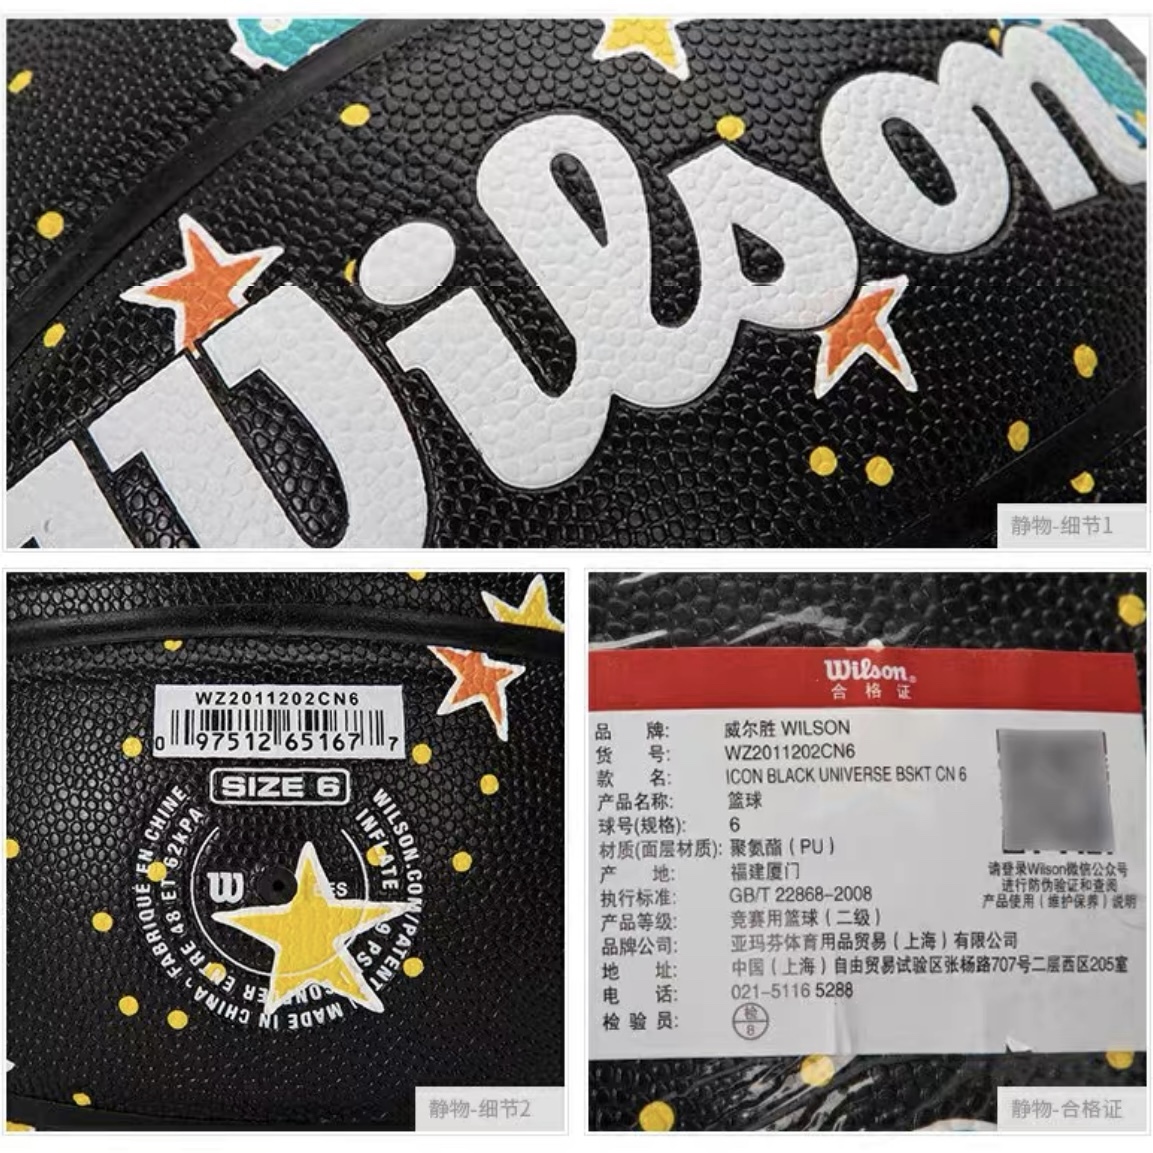 Wilson
静物-细节1
WZ2011202CN6
0 97512 65167 7
SIZE 6
FABRIQUÉ EN CHINE
WILSON.COM/PATENT
INFLATE
9 PSI
48 ET 62kPA
MADE IN CHINA
W
静物-细节2
Wilson®
合格证
品 牌: 威尔胜 WILSON
货 号: WZ2011202CN6
款 名: ICON BLACK UNIVERSE BSKT CN 6
产品名称: 篮球
球号(规格): 6
材质(面层材质): 聚氨酯(PU)
产 地: 福建厦门
执行标准: GB/T 22868-2008
产品等级: 竞赛用篮球(二级)
品牌公司: 亚玛芬体育用品贸易(上海)有限公司
地 址: 中国(上海)自由贸易试验区张杨路707号二层西区205室
电 话: 021-5116 5288
检 验 员: 检 8
请登录Wilson微信公众号
进行防伪验证和查阅
产品使用(维护保养)说明
静物-合格证